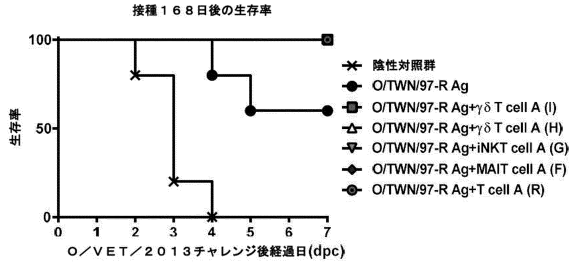 接種１６８日後の生存率
100
50
0
生存率
0 1 2 3 4 5 6 7
Ｏ／ＶＥＴ／２０１３チャレンジ後経過日(dpc)
陰性対照群
O/TWN/97-R Ag
O/TWN/97-R Ag+γδ T cell A (I)
O/TWN/97-R Ag+γδ T cell A (H)
O/TWN/97-R Ag+iNKT cell A (G)
O/TWN/97-R Ag+MAIT cell A (F)
O/TWN/97-R Ag+T cell A (R)